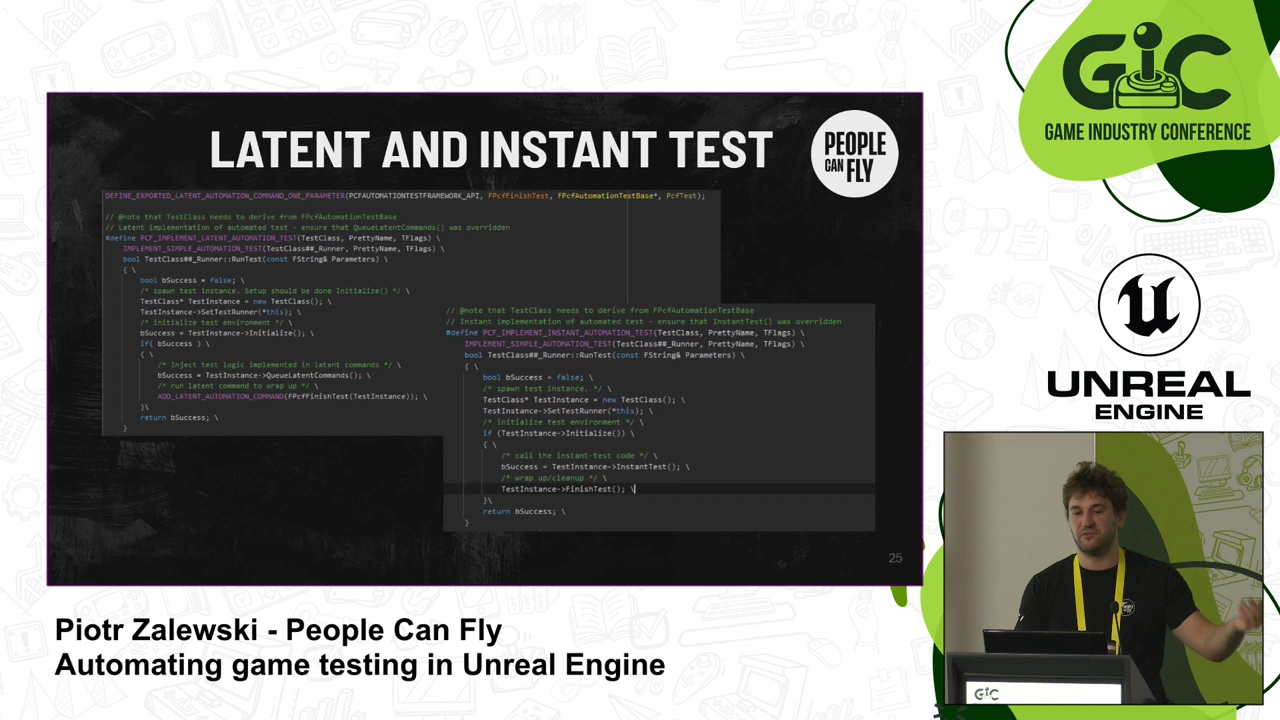 LATENT AND INSTANT TEST
PEOPLE
CAN FLY
DEFINE_EXPORTED_LATENT_AUTOMATION_COMMAND_ONE_PARAMETER(PCFAUTOMATIONTESTFRAMEWORK_API, FPcfFinishTest, FPcfAutomationTestBase*, PcfTest);
// @note that TestClass needs to derive from FPcfAutomationTestBase
// Latent implementation of automated test - ensure that QueueLatentCommands() was overridden
#define PCF_IMPLEMENT_LATENT_AUTOMATION_TEST(TestClass, PrettyName, TFlags) \
IMPLEMENT_SIMPLE_AUTOMATION_TEST(TestClass##_Runner, PrettyName, TFlags) \
bool TestClass##_Runner::RunTest(const FString& Parameters) \
{ \
bool bSuccess = false; \
/* spawn test instance. Setup should be done Initialize() */ \
TestClass* TestInstance = new TestClass(); \
TestInstance->SetTestRunner(*this); \
/* initialize test environment */ \
bSuccess = TestInstance->Initialize(); \
if( bSuccess ) \
{ \
/* Inject test logic implemented in latent commands */ \
bSuccess = TestInstance->QueueLatentCommands(); \
/* run latent command to wrap up */ \
ADD_LATENT_AUTOMATION_COMMAND(FPcfFinishTest(TestInstance)); \
}\
return bSuccess; \
}
// @note that TestClass needs to derive from FPcfAutomationTestBase
// Instant implementation of automated test - ensure that InstantTest() was overridden
#define PCF_IMPLEMENT_INSTANT_AUTOMATION_TEST(TestClass, PrettyName, TFlags) \
IMPLEMENT_SIMPLE_AUTOMATION_TEST(TestClass##_Runner, PrettyName, TFlags) \
bool TestClass##_Runner::RunTest(const FString& Parameters) \
{ \
bool bSuccess = false; \
/* spawn test instance. */ \
TestClass* TestInstance = new TestClass(); \
TestInstance->SetTestRunner(*this); \
/* initialize test environment */ \
if (TestInstance->Initialize()) \
{ \
/* call the instant-test code */ \
bSuccess = TestInstance->InstantTest(); \
/* wrap up/cleanup */ \
TestInstance->FinishTest(); \
}\
return bSuccess; \
}
25
GIC
GAME INDUSTRY CONFERENCE
UNREAL
ENGINE
GIC
Piotr Zalewski - People Can Fly
Automating game testing in Unreal Engine